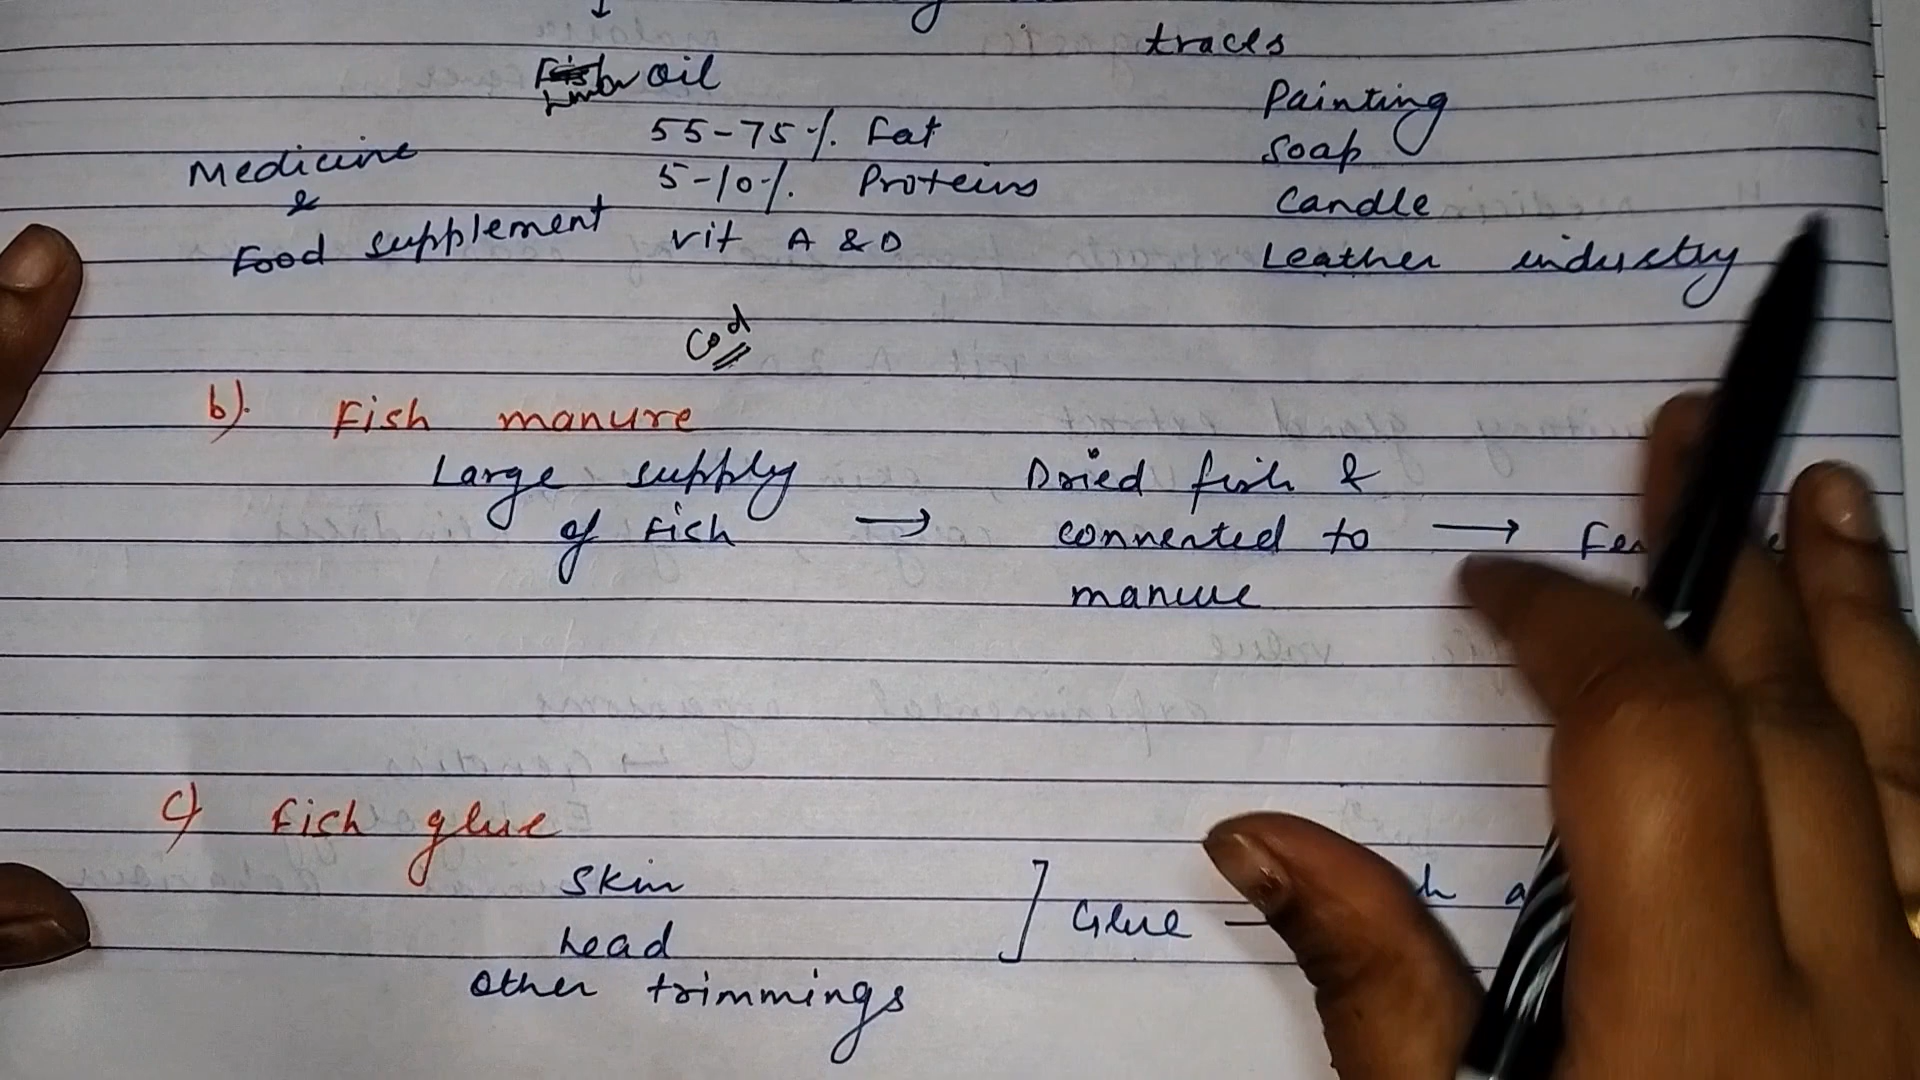 traces
oil
Painting
55-75 % Fat
Soap
Medicine
5-10 % Proteins
Candle
&
Food supplement
vit A & D
Leather industry
Cod
b). Fish manure
Large supply
of Fish
→
Dried fish &
connented to
manure
→
c) Fish glue
Skin
head
other trimmings
] Glue